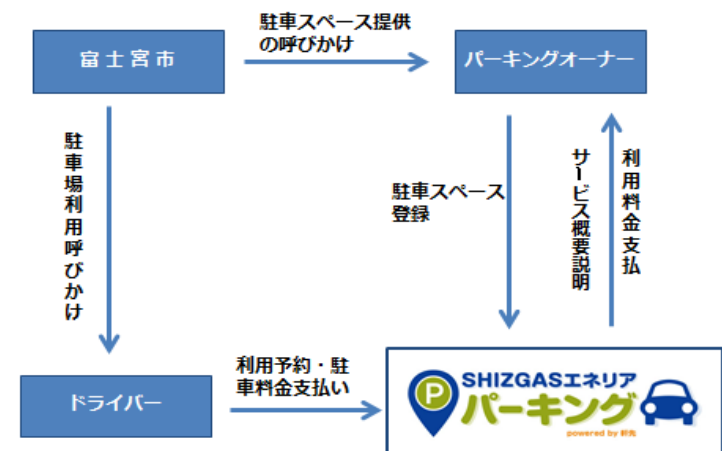 駐車スペース提供
の呼びかけ
富士宮市
パーキングオーナー
駐車場利用呼びかけ
駐車スペース
登録
サービス概要説明
利用料金支払
利用予約・駐
車料金支払い
ドライバー
P
SHIZGASエネリア
パーキング
powered by 軒先